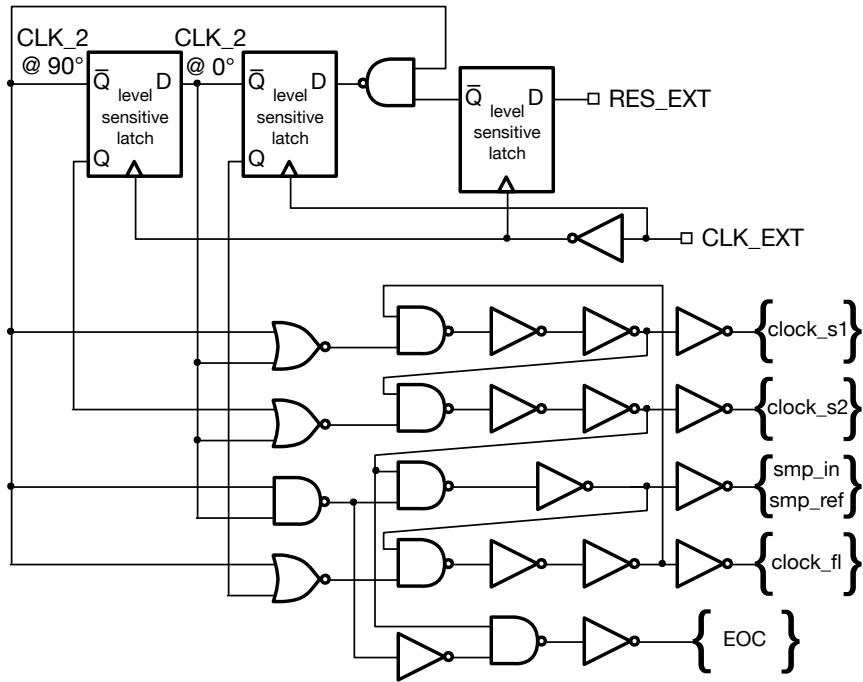 CLK_2
@ 90°
CLK_2
@ 0°
Q̅ D
level
sensitive
latch
Q
Q̅ D
level
sensitive
latch
Q
Q̅ D
level
sensitive
latch
RES_EXT
CLK_EXT
{clock_s1}
{clock_s2}
{smp_in
smp_ref}
{clock_fl}
{EOC}